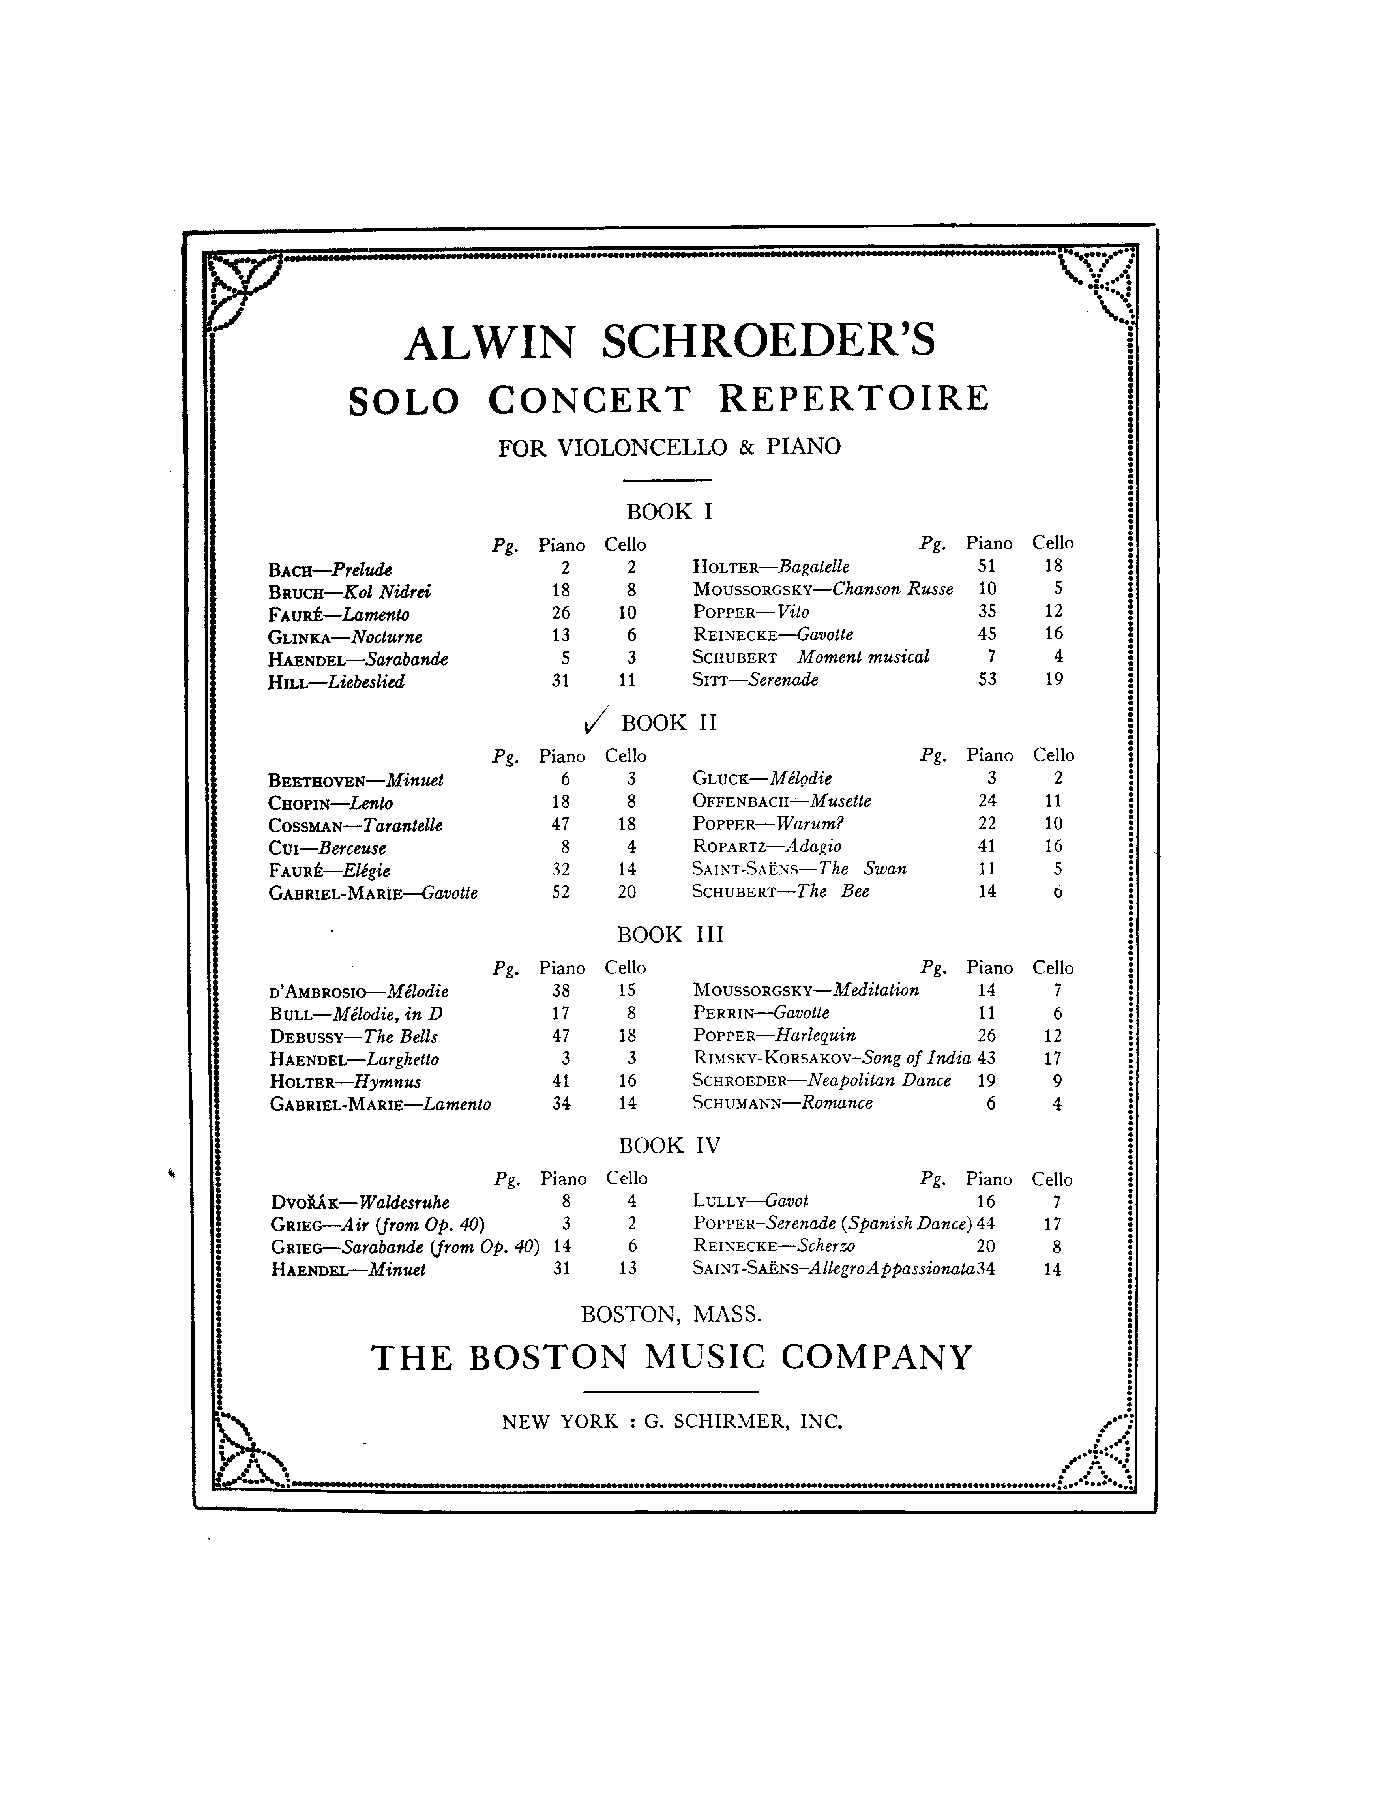 ALWIN SCHROEDER'S
SOLO CONCERT REPERTOIRE
FOR VIOLONCELLO & PIANO
BOOK I
Pg. Piano Cello Pg. Piano Cello
BACH—Prelude 2 2 HOLTER—Bagatelle 51 18
BRUCH—Kol Nidrei 18 8 MOUSSORGSKY—Chanson Russe 10 5
FAURÉ—Lamento 26 10 POPPER—Vito 35 12
GLINKA—Nocturne 13 6 REINECKE—Gavotte 45 16
HAENDEL—Sarabande 5 3 SCHUBERT Moment musical 7 4
HILL—Liebeslied 31 11 SITT—Serenade 53 19
✓ BOOK II
Pg. Piano Cello Pg. Piano Cello
BEETHOVEN—Minuet 6 3 GLUCK—Mélodie 3 2
CHOPIN—Lento 18 8 OFFENBACH—Musette 24 11
COSSMAN—Tarantelle 47 18 POPPER—Warum? 22 10
CUI—Berceuse 8 4 ROPARTZ—Adagio 41 16
FAURÉ—Elégie 32 14 SAINT-SAËNS—The Swan 11 5
GABRIEL-MARIE—Gavotte 52 20 SCHUBERT—The Bee 14 6
BOOK III
Pg. Piano Cello Pg. Piano Cello
D'AMBROSIO—Mélodie 38 15 MOUSSORGSKY—Meditation 14 7
BULL—Mélodie, in D 17 8 PERRIN—Gavotte 11 6
DEBUSSY—The Bells 47 18 POPPER—Harlequin 26 12
HAENDEL—Larghetto 3 3 RIMSKY-KORSAKOV—Song of India 43 17
HOLTER—Hymnus 41 16 SCHROEDER—Neapolitan Dance 19 9
GABRIEL-MARIE—Lamento 34 14 SCHUMANN—Romance 6 4
BOOK IV
Pg. Piano Cello Pg. Piano Cello
DVOŘÁK—Waldesruhe 8 4 LULLY—Gavot 16 7
GRIEG—Air (from Op. 40) 3 2 POPPER—Serenade (Spanish Dance) 44 17
GRIEG—Sarabande (from Op. 40) 14 6 REINECKE—Scherzo 20 8
HAENDEL—Minuet 31 13 SAINT-SAËNS—Allegro Appassionata 34 14
BOSTON, MASS.
THE BOSTON MUSIC COMPANY
NEW YORK : G. SCHIRMER, INC.